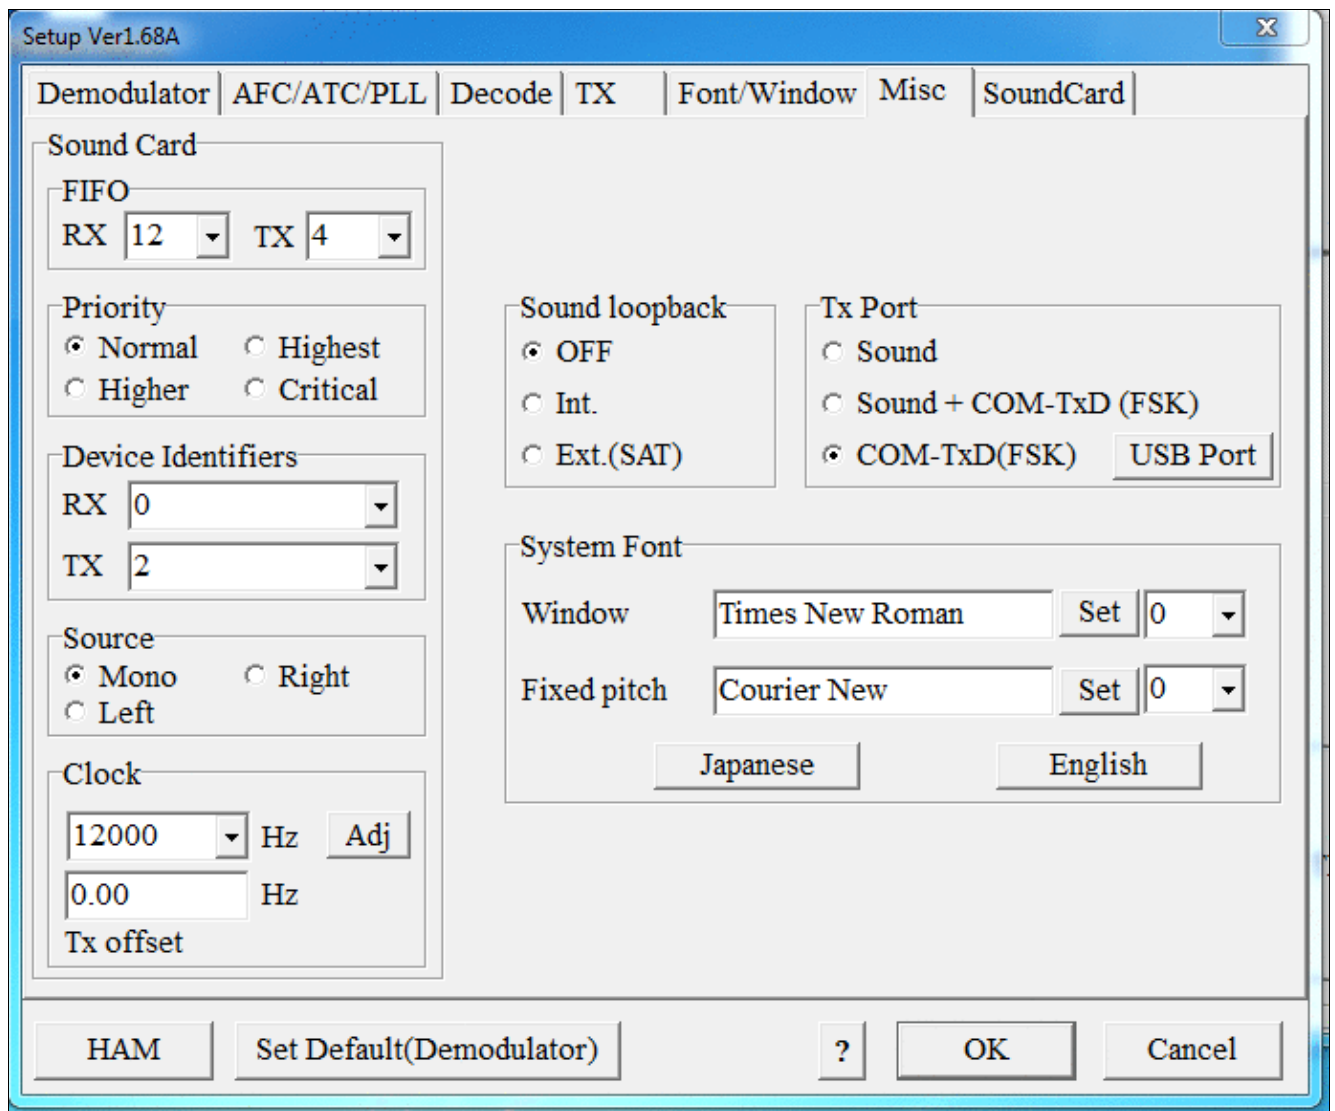 Setup Ver1.68A
Demodulator AFC/ATC/PLL Decode TX Font/Window Misc SoundCard
Sound Card
FIFO
RX 12 TX 4
Priority
Normal Highest
Higher Critical
Device Identifiers
RX 0
TX 2
Source
Mono Right
Left
Clock
12000 Hz Adj
0.00 Hz
Tx offset
Sound loopback
OFF
Int.
Ext.(SAT)
Tx Port
Sound
Sound + COM-TxD (FSK)
COM-TxD(FSK) USB Port
System Font
Window Times New Roman Set 0
Fixed pitch Courier New Set 0
Japanese English
HAM Set Default(Demodulator) ? OK Cancel